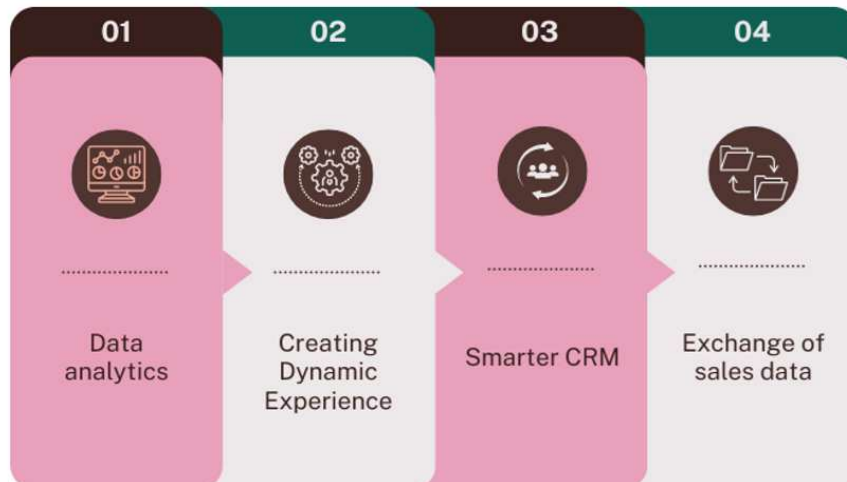 01
02
03
04
Data
analytics
Creating
Dynamic
Experience
Smarter CRM
Exchange of
sales data